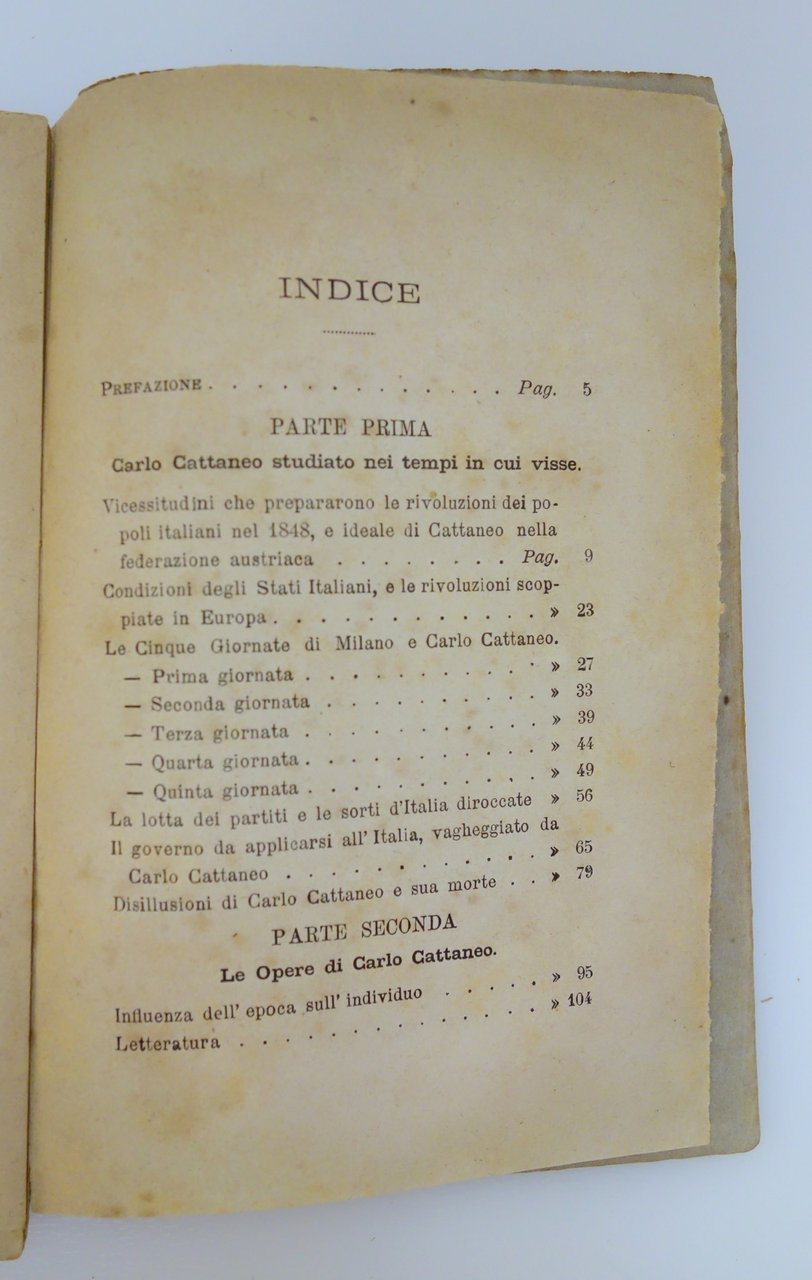 INDICE
PREFAZIONE . . . . . . . . . . . . Pag. 5
PARTE PRIMA
Carlo Cattaneo studiato nei tempi in cui visse.
Vicessitudini che prepararono le rivoluzioni dei po-
poli italiani nel 1848, e ideale di Cattaneo nella
federazione austriaca . . . . . . . . Pag. 9
Condizioni degli Stati Italiani, e le rivoluzioni scop-
piate in Europa . . . . . . . . . . . . » 23
Le Cinque Giornate di Milano e Carlo Cattaneo.
— Prima giornata . . . . . . . . . . » 27
— Seconda giornata . . . . . . . . . » 33
— Terza giornata . . . . . . . . . . » 39
— Quarta giornata . . . . . . . . . . » 44
— Quinta giornata . . . . . . . . . . » 49
La lotta dei partiti e le sorti d'Italia diroccate » 56
Il governo da applicarsi all' Italia, vagheggiato da
Carlo Cattaneo . . . . . . . . . . . » 65
Disillusioni di Carlo Cattaneo e sua morte . . » 79
PARTE SECONDA
Le Opere di Carlo Cattaneo.
Influenza dell' epoca sull' individuo . . . . . » 95
Letteratura . . . . . . . . . . . . . » 104